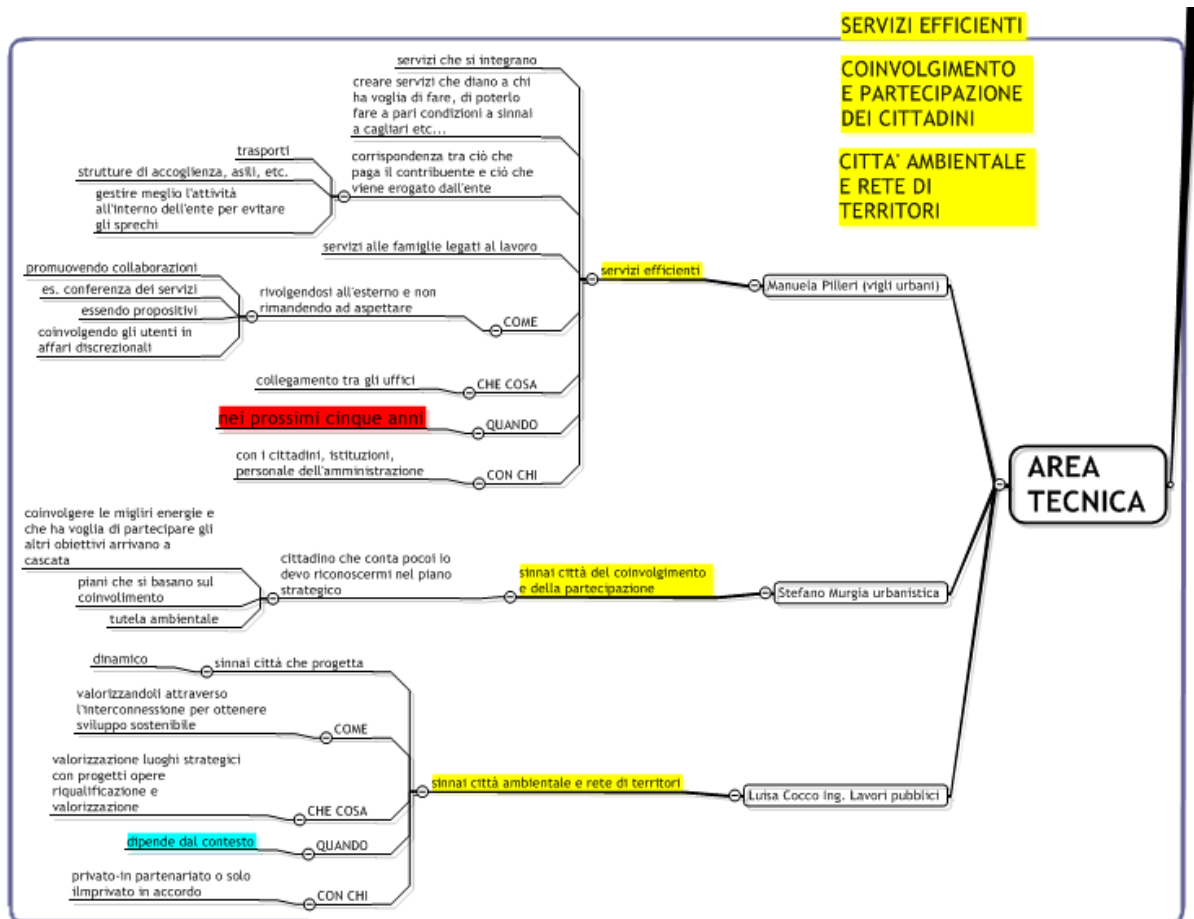 SERVIZI EFFICIENTI
COINVOLGIMENTO
E PARTECIPAZIONE
DEI CITTADINI
CITTA' AMBIENTALE
E RETE DI
TERRITORI
AREA
TECNICA
Manuela Pilleri (vigli urbani)
servizi efficienti
servizi che si integrano
creare servizi che diano a chi
ha voglia di fare, di poterlo
fare a pari condizioni a sinnai
a cagliari etc...
corrispondenza tra ciò che
paga il contribuente e ciò che
viene erogato dall'ente
trasporti
strutture di accoglienza, asili, etc.
gestire meglio l'attività
all'interno dell'ente per evitare
gli sprechi
servizi alle famiglie legati al lavoro
COME
rivolgendosi all'esterno e non
rimandendo ad aspettare
promuovendo collaborazioni
es. conferenza dei servizi
essendo propositivi
coinvolgendo gli utenti in
affari discrezionali
CHE COSA
collegamento tra gli uffici
QUANDO
nei prossimi cinque anni
CON CHI
con i cittadini, istituzioni,
personale dell'amministrazione
Stefano Murgia urbanistica
sinnai città del coinvolgimento
e della partecipazione
cittadino che conta pocoi io
devo riconoscermi nel piano
strategico
coinvolgere le migliri energie e
che ha voglia di partecipare gli
altri obiettivi arrivano a
cascata
piani che si basano sul
coinvolimento
tutela ambientale
Luisa Cocco Ing. Lavori pubblici
sinnai città ambientale e rete di territori
sinnai città che progetta
dinamico
COME
valorizzandoli attraverso
l'interconnessione per ottenere
sviluppo sostenibile
CHE COSA
valorizzazione luoghi strategici
con progetti opere
riqualificazione e
valorizzazione
QUANDO
dipende dal contesto
CON CHI
privato-in partenariato o solo
ilmprivato in accordo